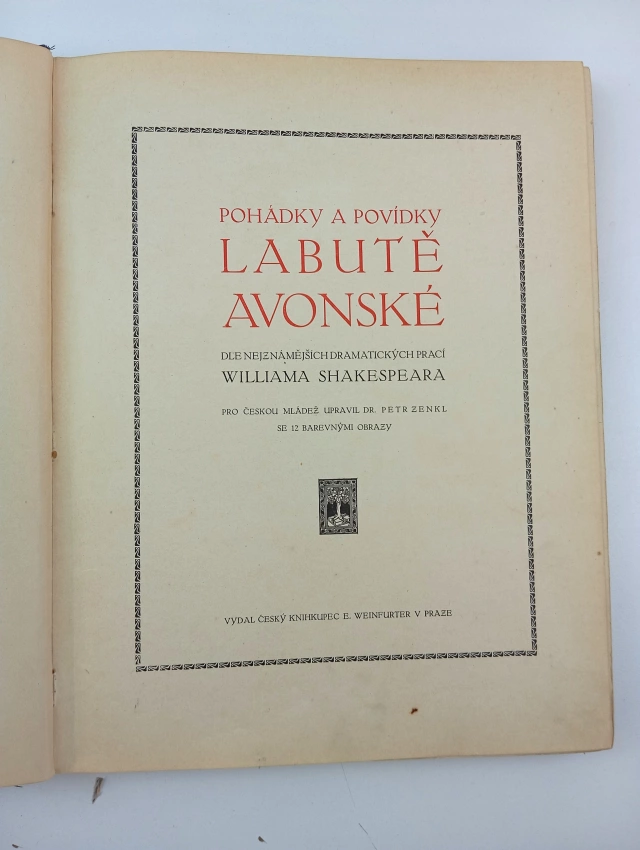 POHÁDKY A POVÍDKY
LABUTĚ
AVONSKÉ
DLE NEJZNÁMĚJŠÍCH DRAMATICKÝCH PRACÍ
WILLIAMA SHAKESPEARA
PRO ČESKOU MLÁDEŽ UPRAVIL DR. PETR ZENKL
SE 12 BAREVNÝMI OBRAZY
VYDAL ČESKÝ KNIHKUPEC E. WEINFURTER V PRAZE